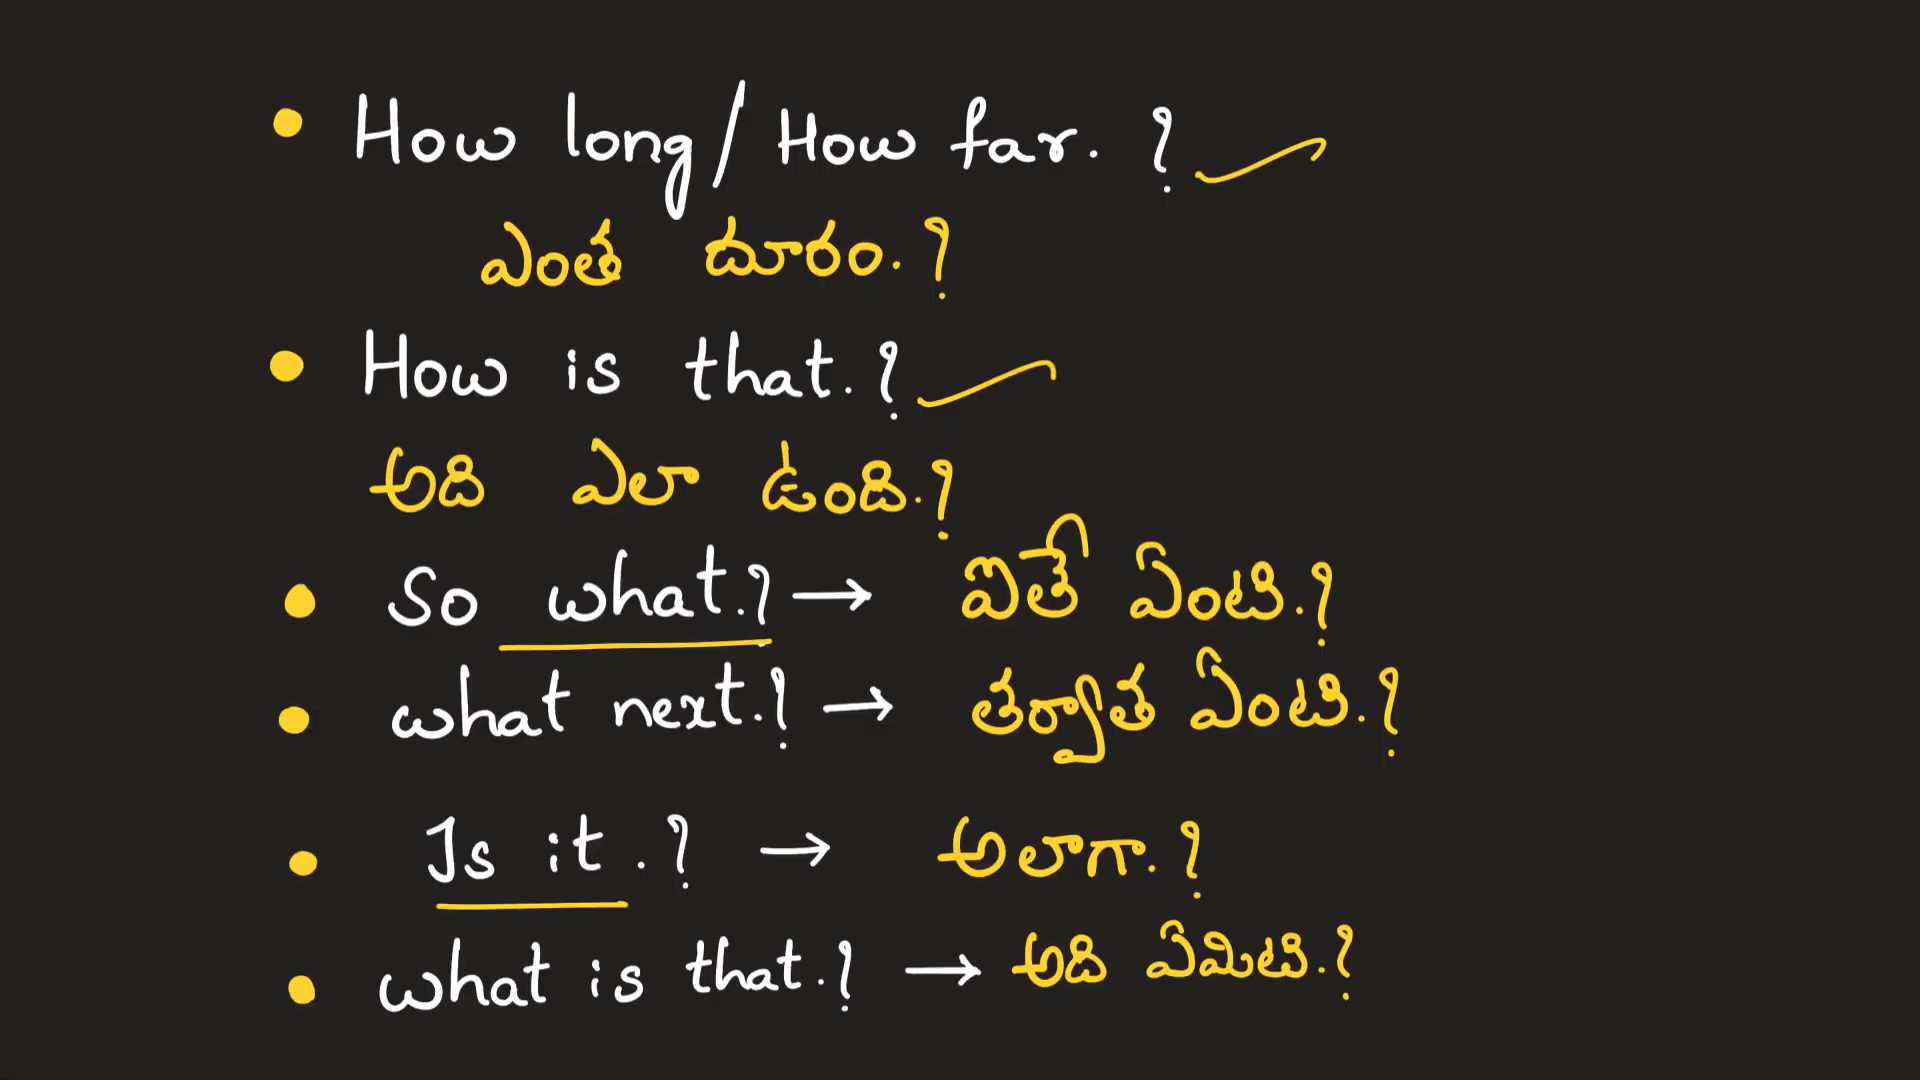 • How long/How far. ?
ఎంత దూరం. ?
• How is that. ?
అది ఎలా ఉంది. ?
• So what. ? → ఐతే ఏంటి. ?
• what next. ? → తర్వాత ఏంటి. ?
• Is it . ? → అలాగా. ?
• what is that. ? → అది ఏమిటి. ?